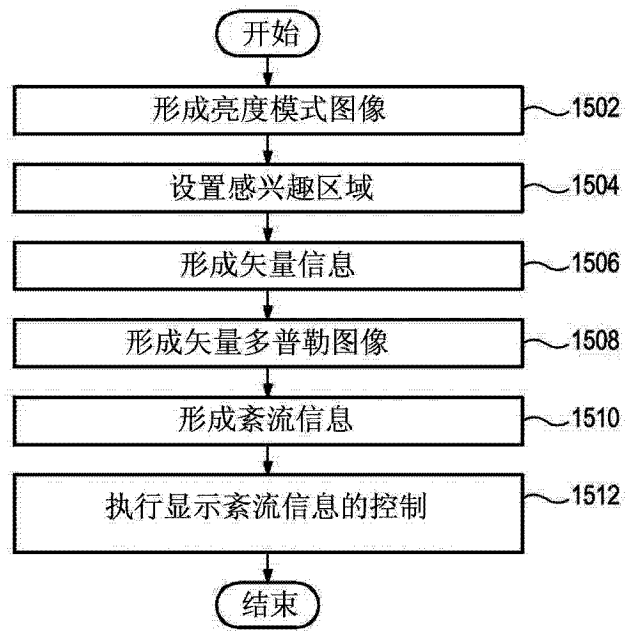 开始
形成亮度模式图像 1502
设置感兴趣区域 1504
形成矢量信息 1506
形成矢量多普勒图像 1508
形成紊流信息 1510
执行显示紊流信息的控制 1512
结束